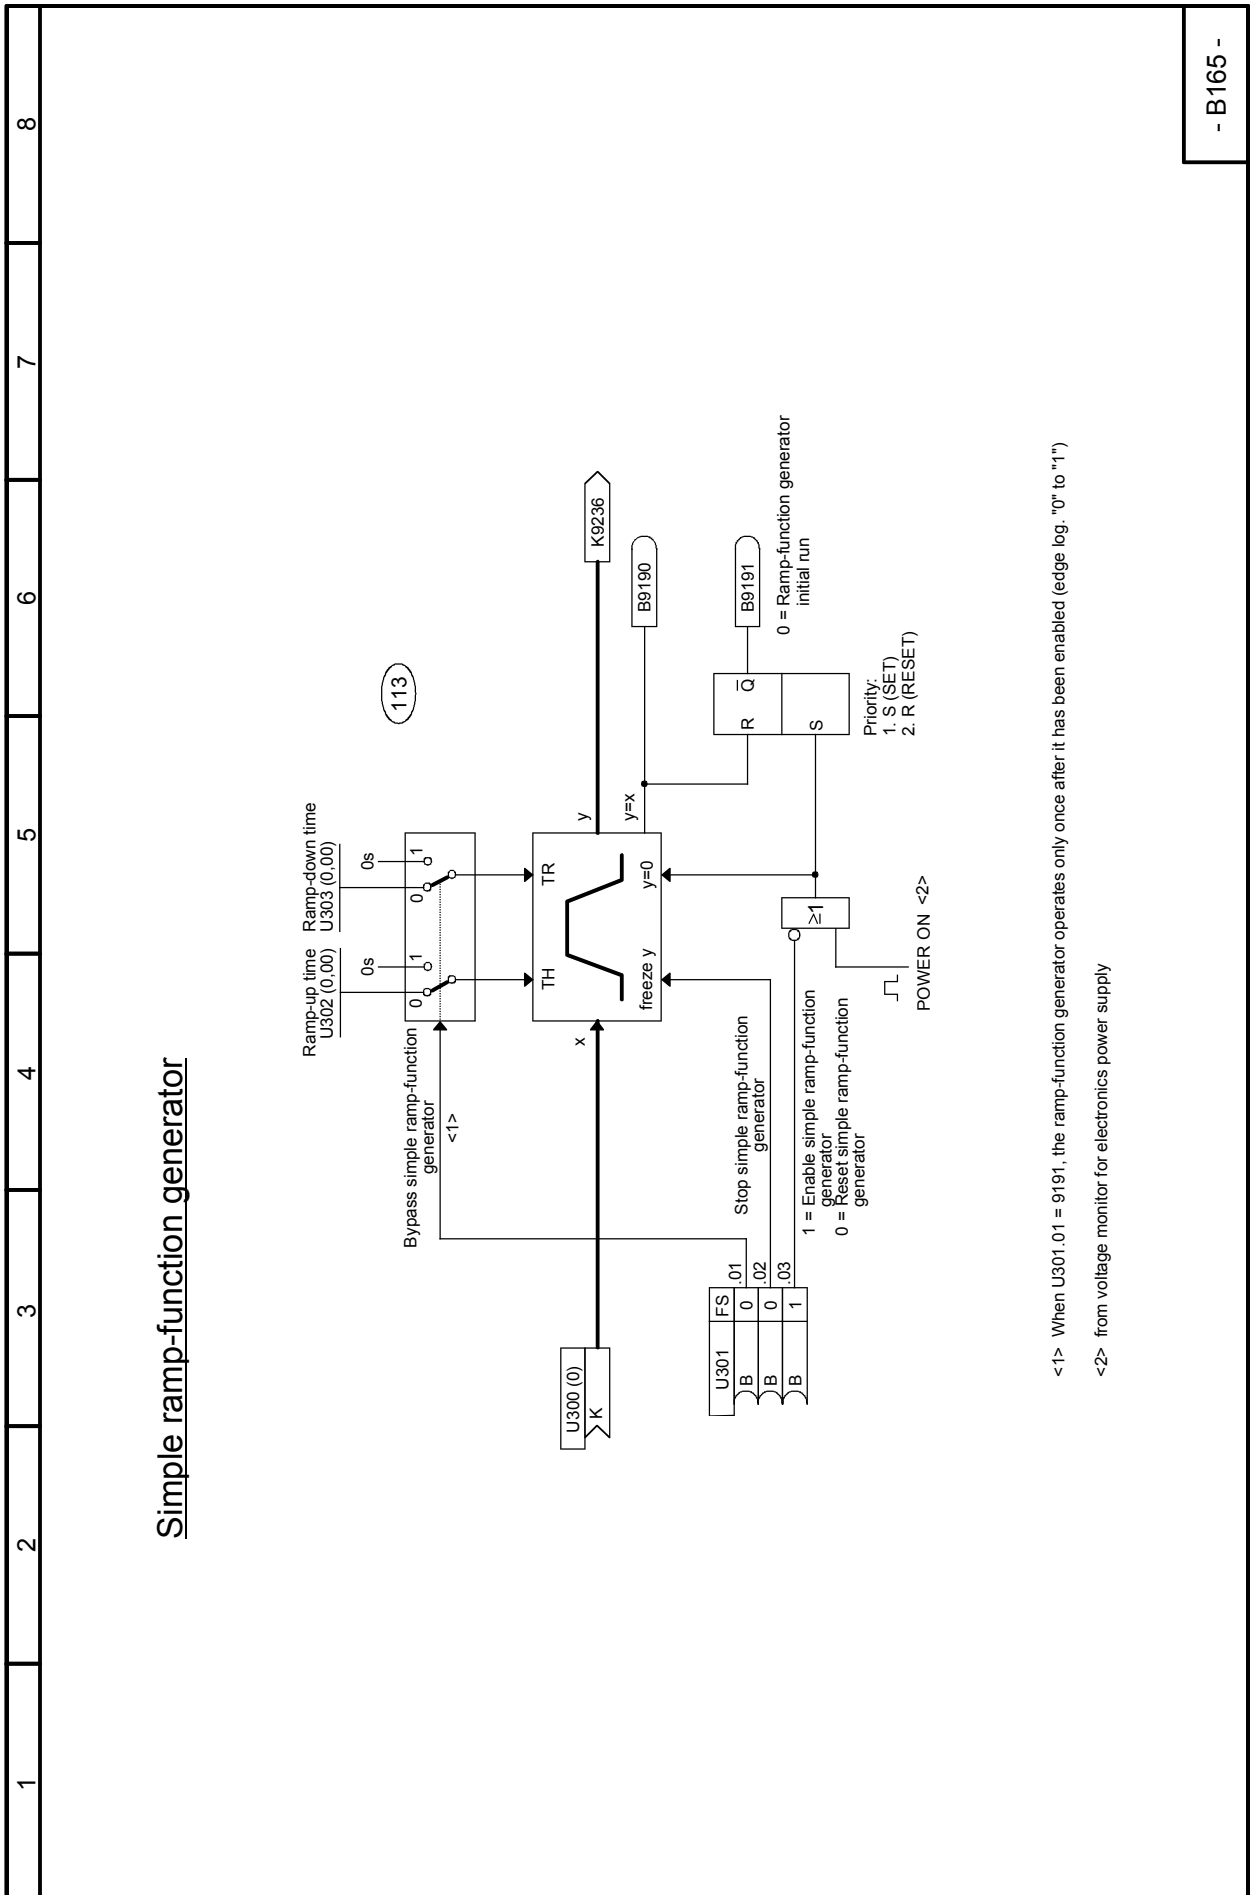 Simple ramp-function generator
Ramp-up time
U302 (0,00)
Ramp-down time
U303 (0,00)
0s
0s
0
1
0
1
113
Bypass simple ramp-function
generator
<1>
TH
TR
x
y
U300 (0)
K
K9236
freeze y
y=0
y=x
B9190
U301
FS
B
0
.01
B
0
.02
B
1
.03
Stop simple ramp-function
generator
1 = Enable simple ramp-function
generator
0 = Reset simple ramp-function
generator
≥1
POWER ON <2>
R
Q
S
B9191
0 = Ramp-function generator
initial run
Priority:
1. S (SET)
2. R (RESET)
<1> When U301.01 = 9191, the ramp-function generator operates only once after it has been enabled (edge log. "0" to "1")
<2> from voltage monitor for electronics power supply
1
2
3
4
5
6
7
8
- B165 -